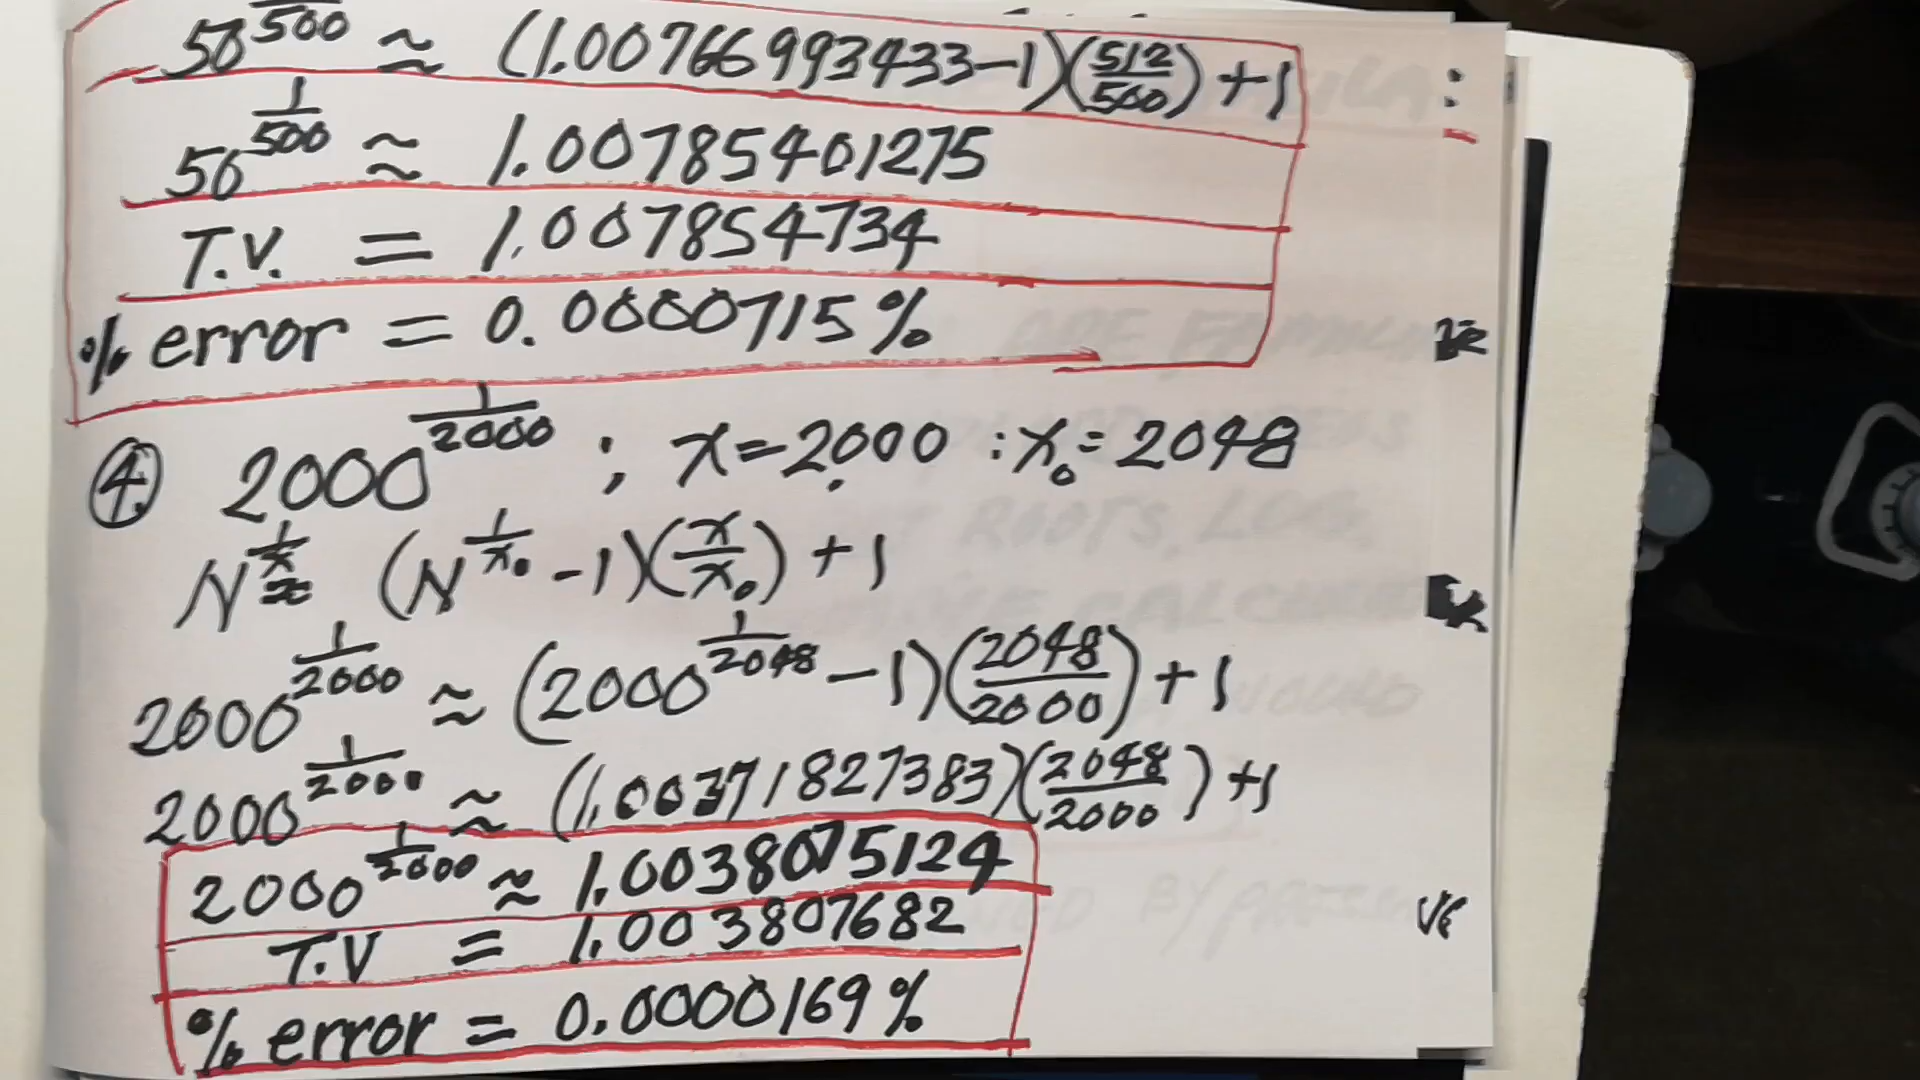 50^(1/500) ≈ (1.00766993433-1)(512/500)+1
50^(1/500) ≈ 1.00785401275
T.V. = 1.007854734
% error = 0.0000715%
4. 2000^(1/2000) ; x=2000 : x₀=2048
N^(1/x) (N^(1/x₀) -1)(x/x₀)+1
2000^(1/2000) ≈ (2000^(1/2048) -1)(2048/2000)+1
2000^(1/2000) ≈ (1.00371827383)(2048/2000)+1
2000^(1/2000) ≈ 1.0038075124
T.V = 1.003807682
% error = 0.0000169%